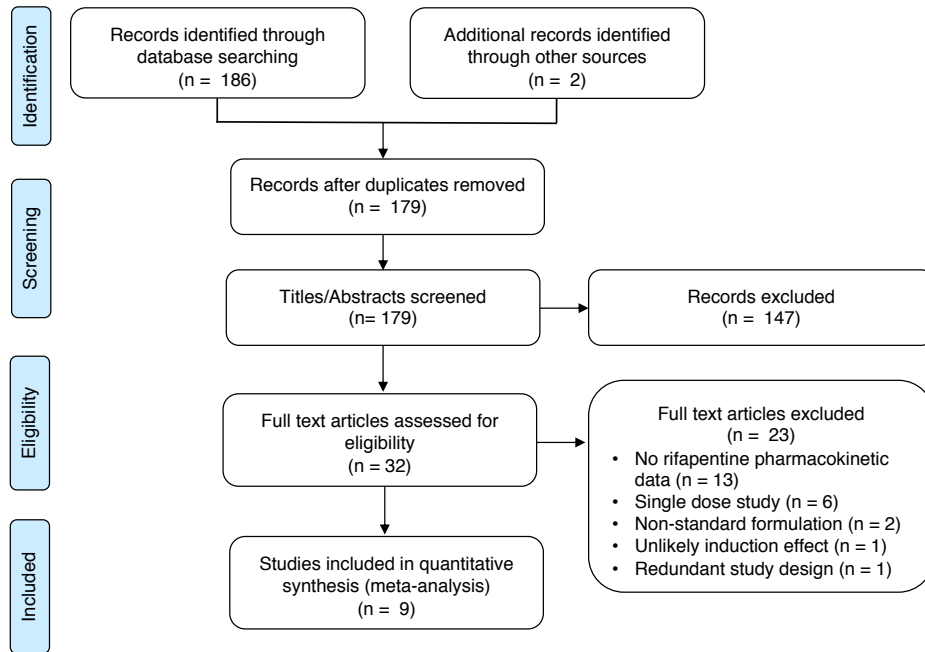 Identification
Records identified through
database searching
(n = 186)
Additional records identified
through other sources
(n = 2)
Screening
Records after duplicates removed
(n = 179)
Titles/Abstracts screened
(n= 179)
Records excluded
(n = 147)
Eligibility
Full text articles assessed for
eligibility
(n = 32)
Full text articles excluded
(n = 23)
• No rifapentine pharmacokinetic
data (n = 13)
• Single dose study (n = 6)
• Non-standard formulation (n = 2)
• Unlikely induction effect (n = 1)
• Redundant study design (n = 1)
Included
Studies included in quantitative
synthesis (meta-analysis)
(n = 9)